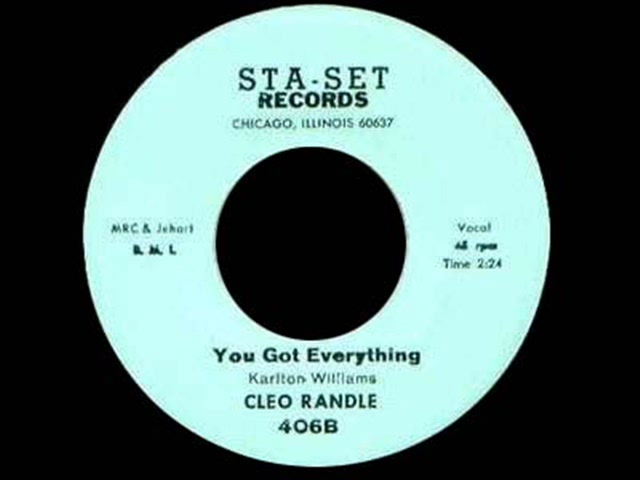 STA-SET
RECORDS
CHICAGO, ILLINOIS 60637
MRC & Jehart
B. M. I.
Vocal
45 rpm
Time 2:24
You Got Everything
Karlton Williams
CLEO RANDLE
406B